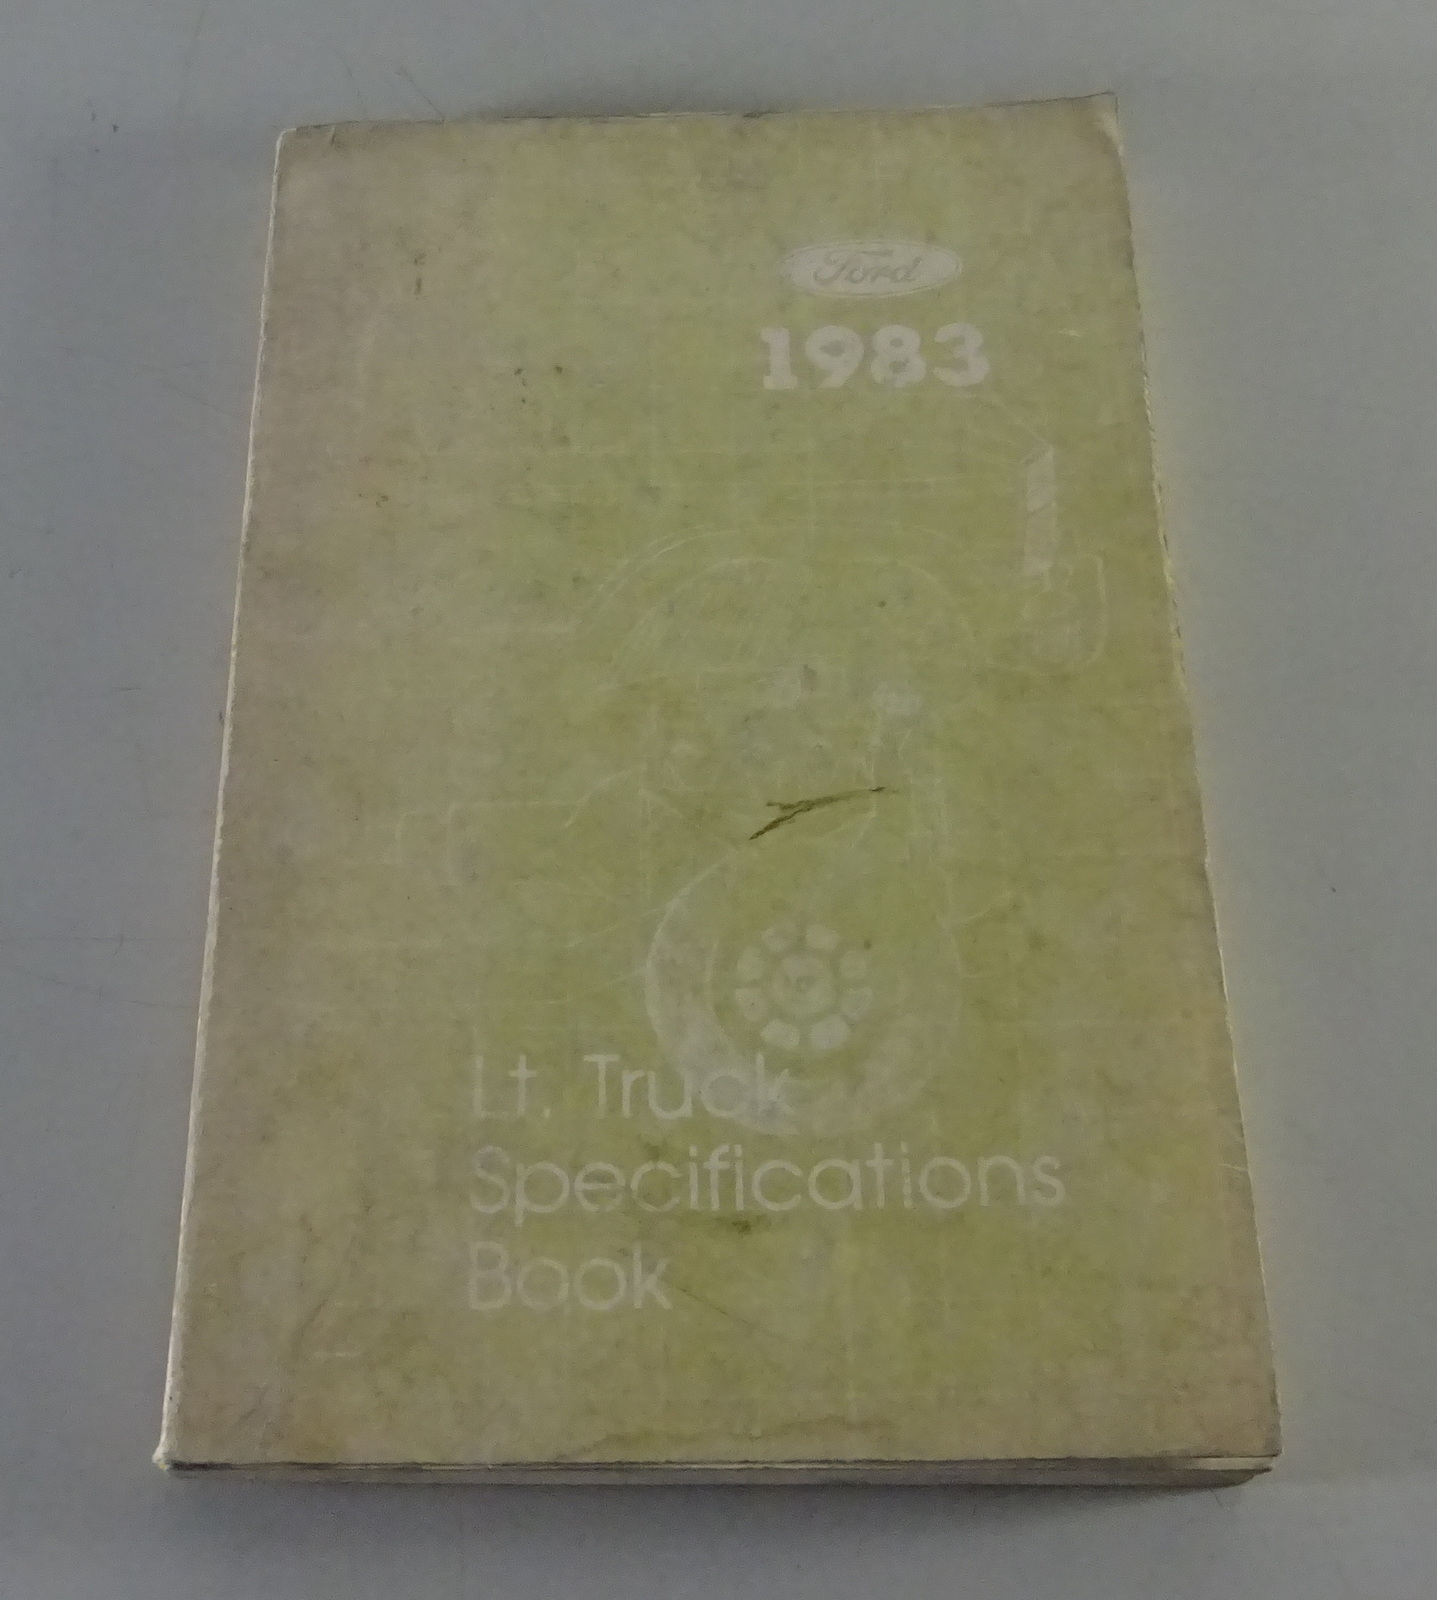 Ford
1983
Lt. Truck
Specifications
Book